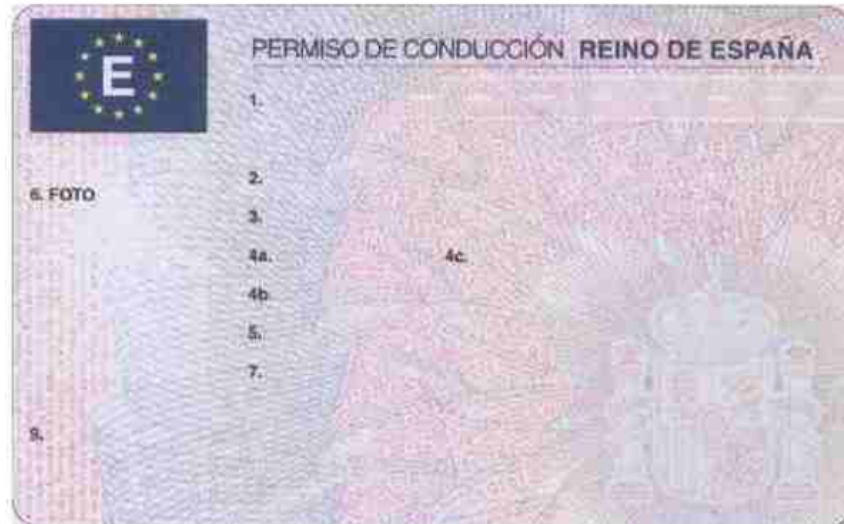 E
PERMISO DE CONDUCCIÓN REINO DE ESPAÑA
1.
2.
6. FOTO
3.
4a. 4c.
4b
5.
7.
9.